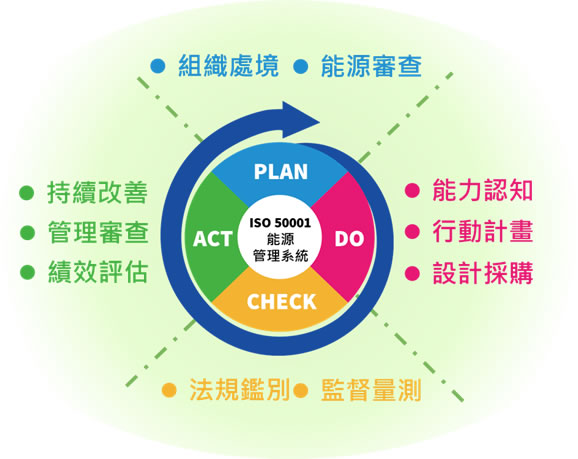 組織處境 能源審查
PLAN
持續改善
管理審查
績效評估
ACT
ISO 50001
能源
管理系統
DO
能力認知
行動計畫
設計採購
CHECK
法規鑑別 監督量測